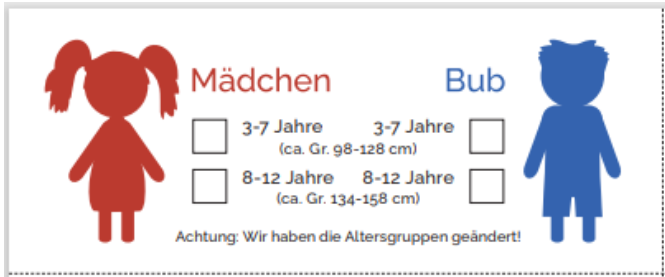 Mädchen Bub
3-7 Jahre 3-7 Jahre
(ca. Gr. 98-128 cm)
8-12 Jahre 8-12 Jahre
(ca. Gr. 134-158 cm)
Achtung: Wir haben die Altersgruppen geändert!